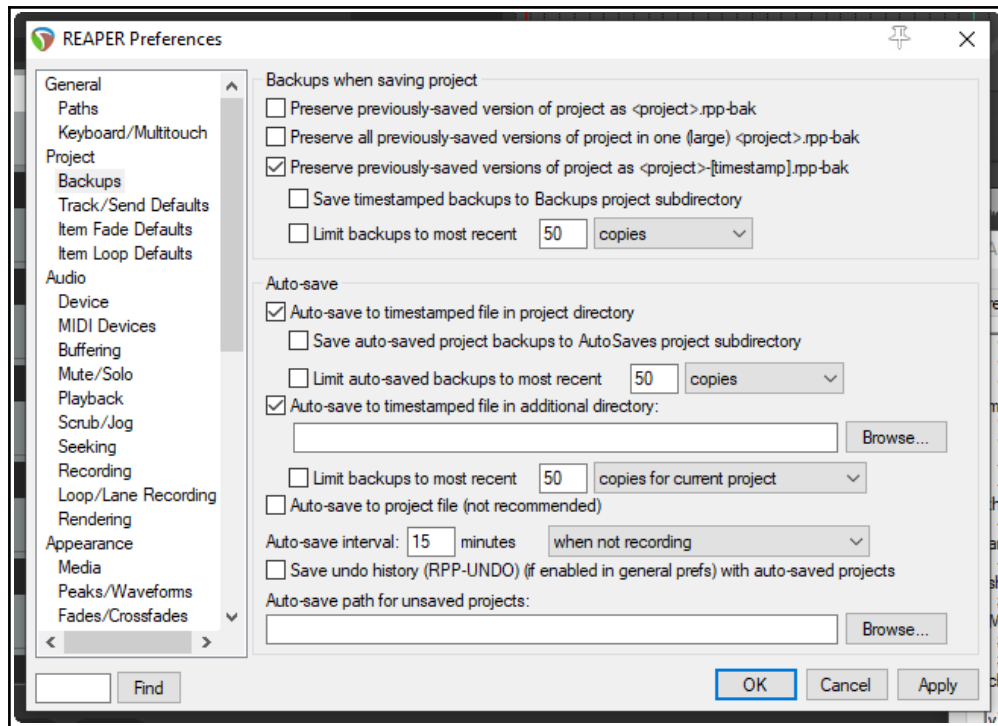 REAPER Preferences
General
Paths
Keyboard/Multitouch
Project
Backups
Track/Send Defaults
Item Fade Defaults
Item Loop Defaults
Audio
Device
MIDI Devices
Buffering
Mute/Solo
Playback
Scrub/Jog
Seeking
Recording
Loop/Lane Recording
Rendering
Appearance
Media
Peaks/Waveforms
Fades/Crossfades
Find
Backups when saving project
Preserve previously-saved version of project as <project>.rpp-bak
Preserve all previously-saved versions of project in one (large) <project>.rpp-bak
Preserve previously-saved versions of project as <project>-[timestamp].rpp-bak
Save timestamped backups to Backups project subdirectory
Limit backups to most recent 50 copies
Auto-save
Auto-save to timestamped file in project directory
Save auto-saved project backups to AutoSaves project subdirectory
Limit auto-saved backups to most recent 50 copies
Auto-save to timestamped file in additional directory:
Browse...
Limit backups to most recent 50 copies for current project
Auto-save to project file (not recommended)
Auto-save interval: 15 minutes when not recording
Save undo history (RPP-UNDO) (if enabled in general prefs) with auto-saved projects
Auto-save path for unsaved projects:
Browse...
OK Cancel Apply